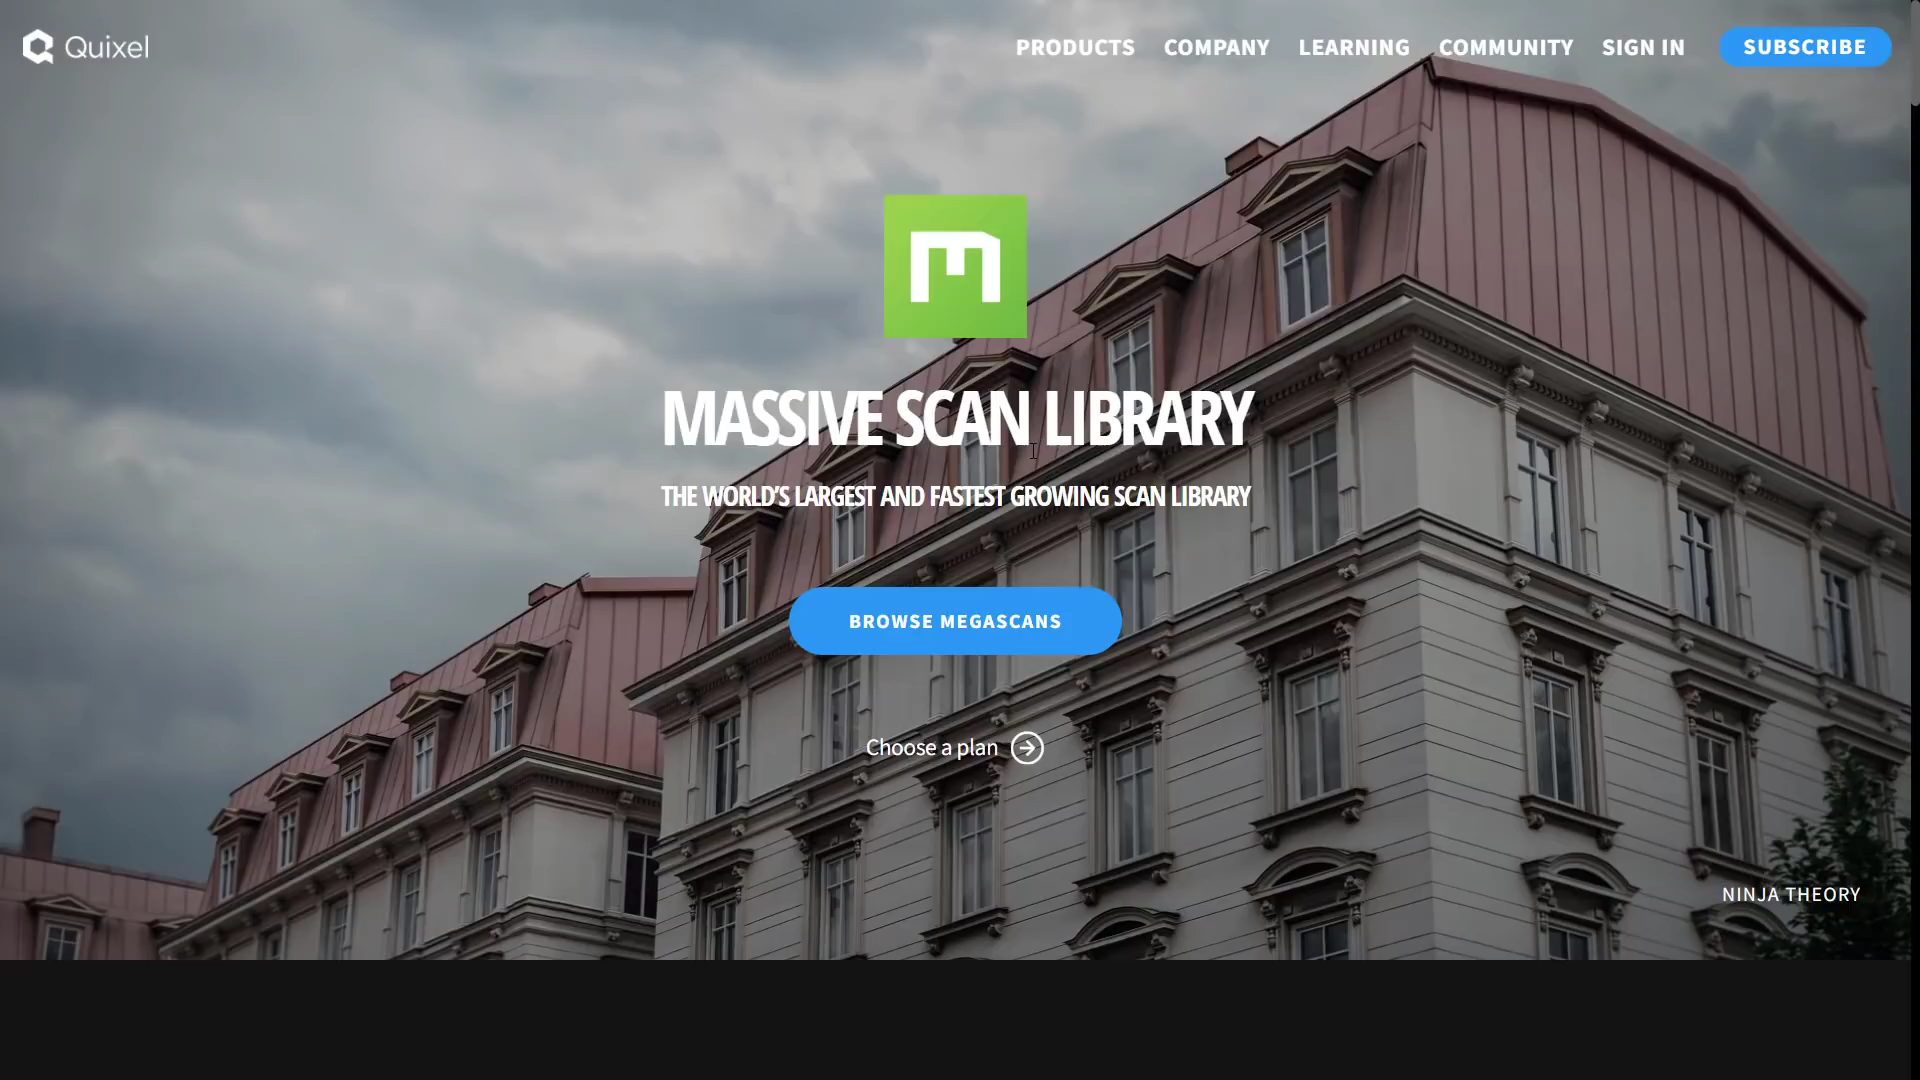 Quixel
PRODUCTS COMPANY LEARNING COMMUNITY SIGN IN SUBSCRIBE
MASSIVE SCAN LIBRARY
THE WORLD'S LARGEST AND FASTEST GROWING SCAN LIBRARY
BROWSE MEGASCANS
Choose a plan
NINJA THEORY